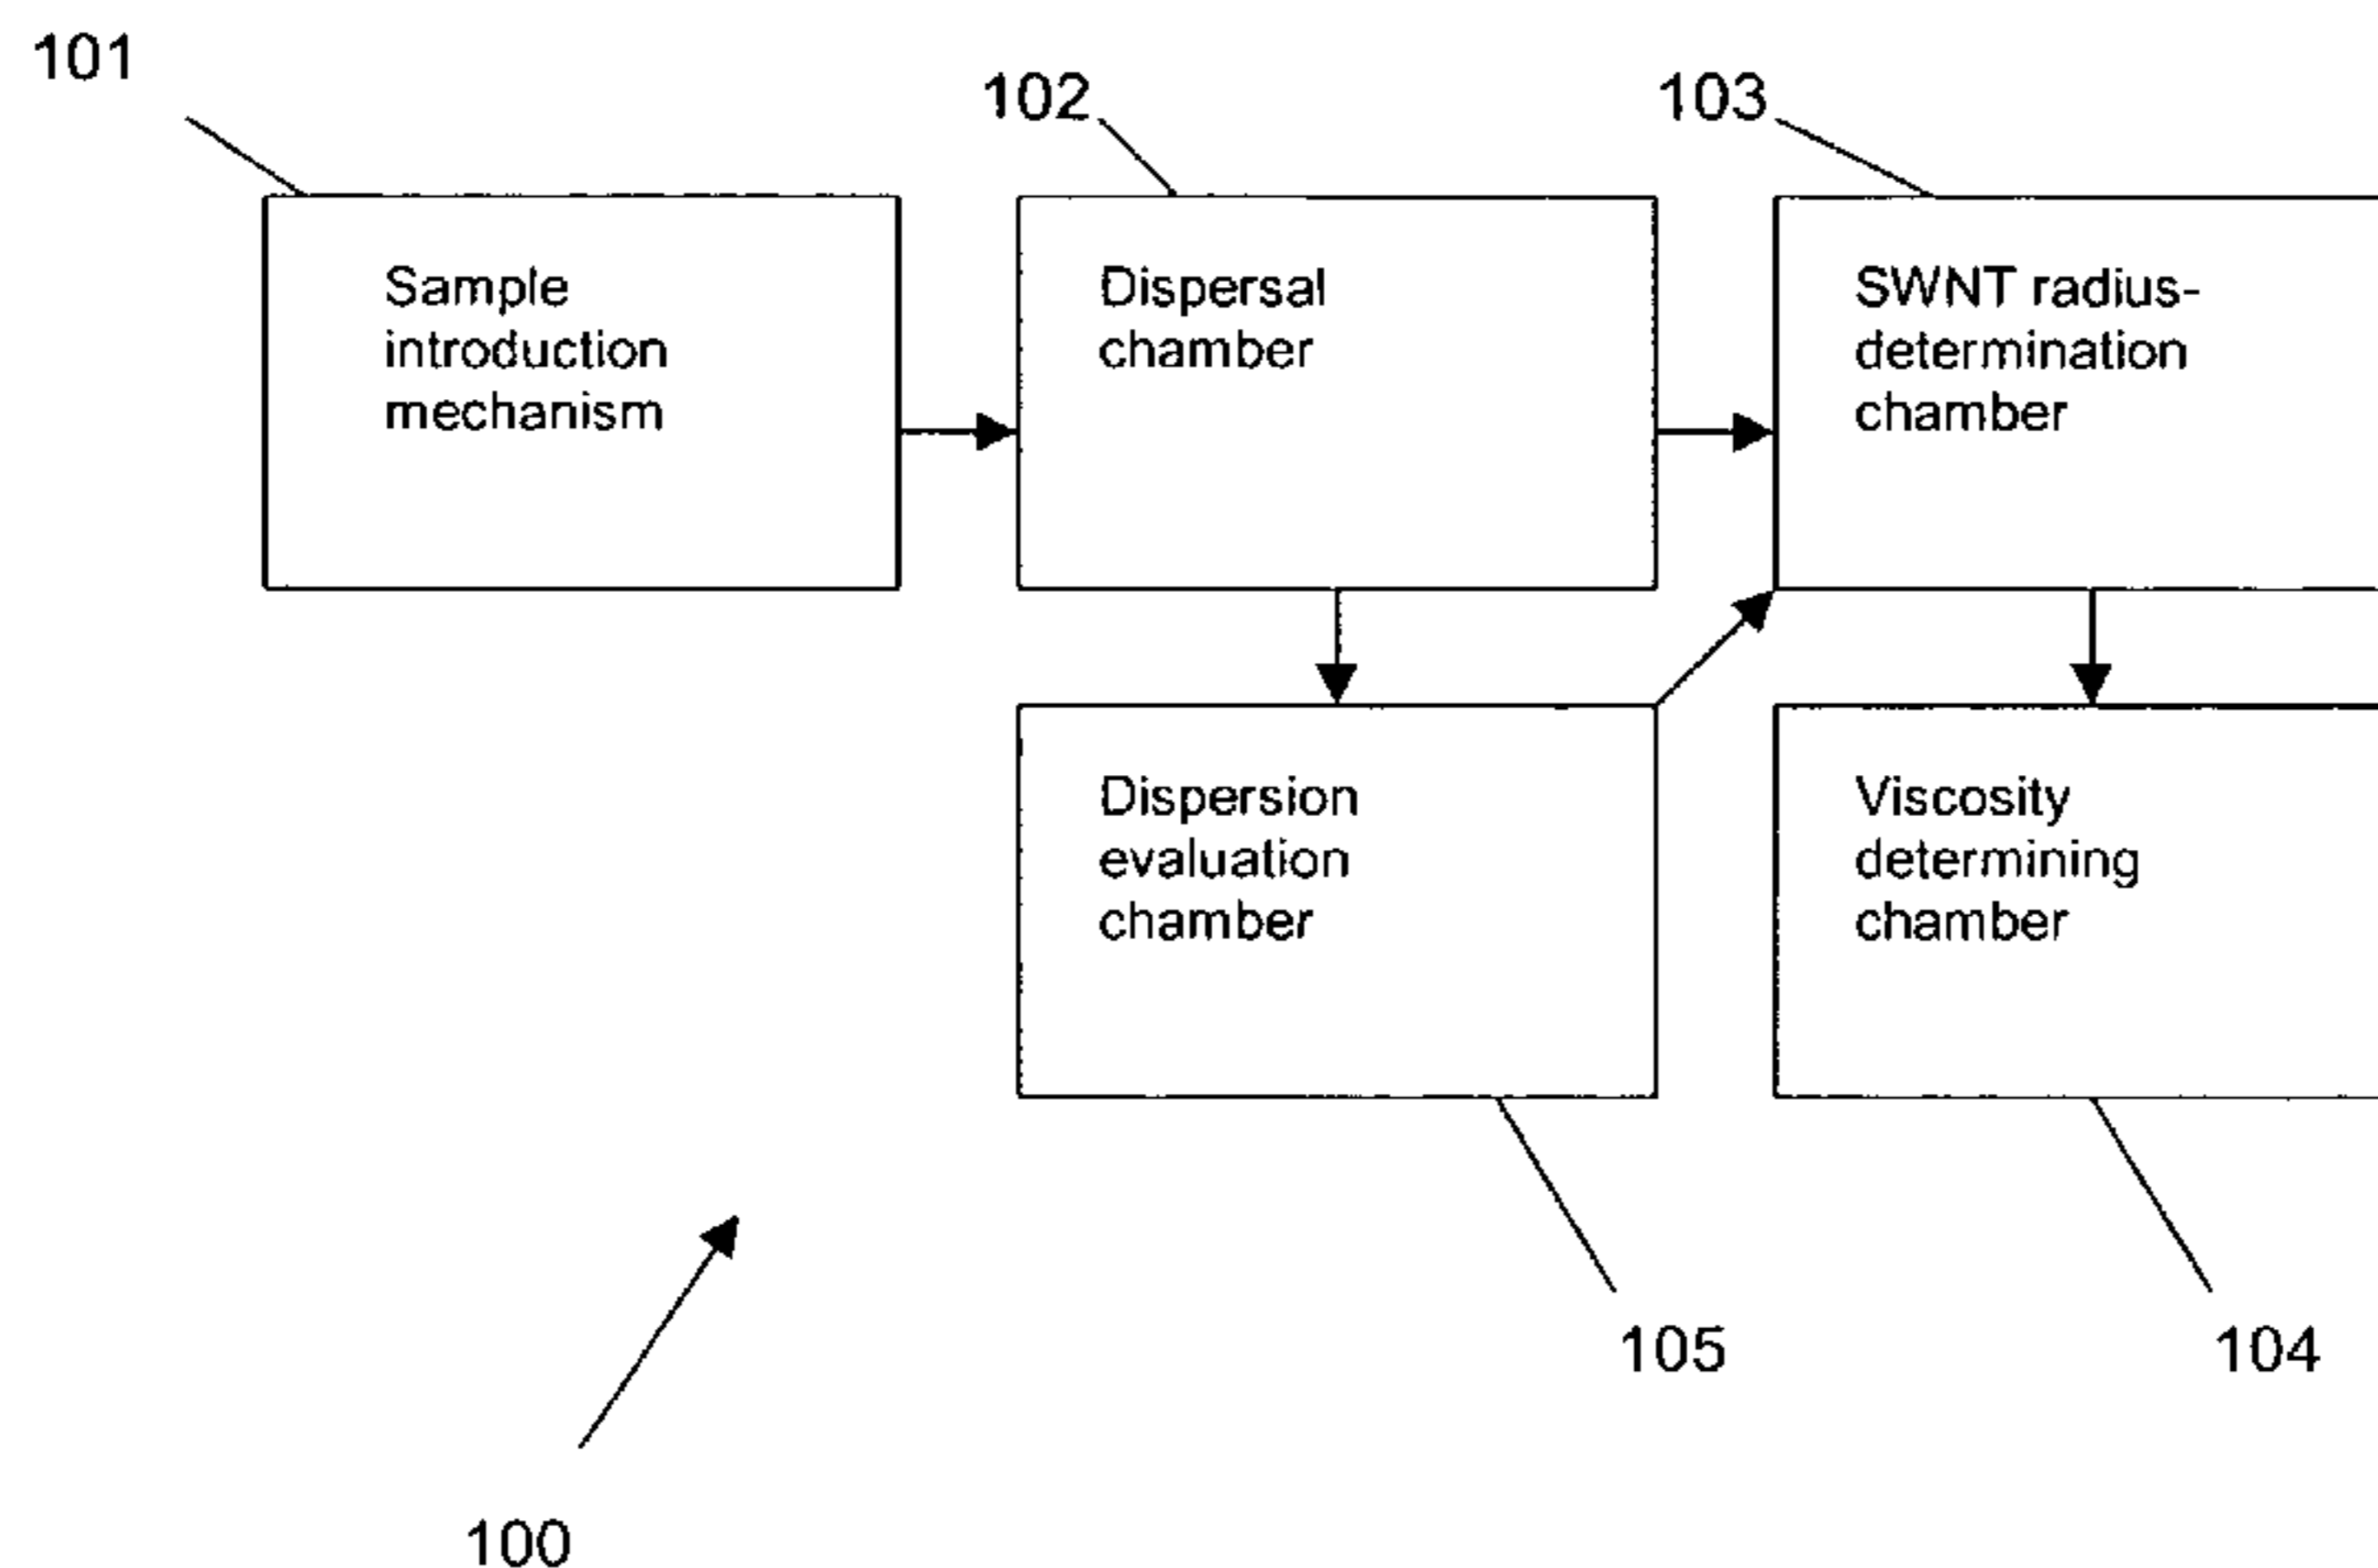 101
102
103
Sample
introduction
mechanism
Dispersal
chamber
SWNT radius-
determination
chamber
Dispersion
evaluation
chamber
Viscosity
determining
chamber
105
104
100